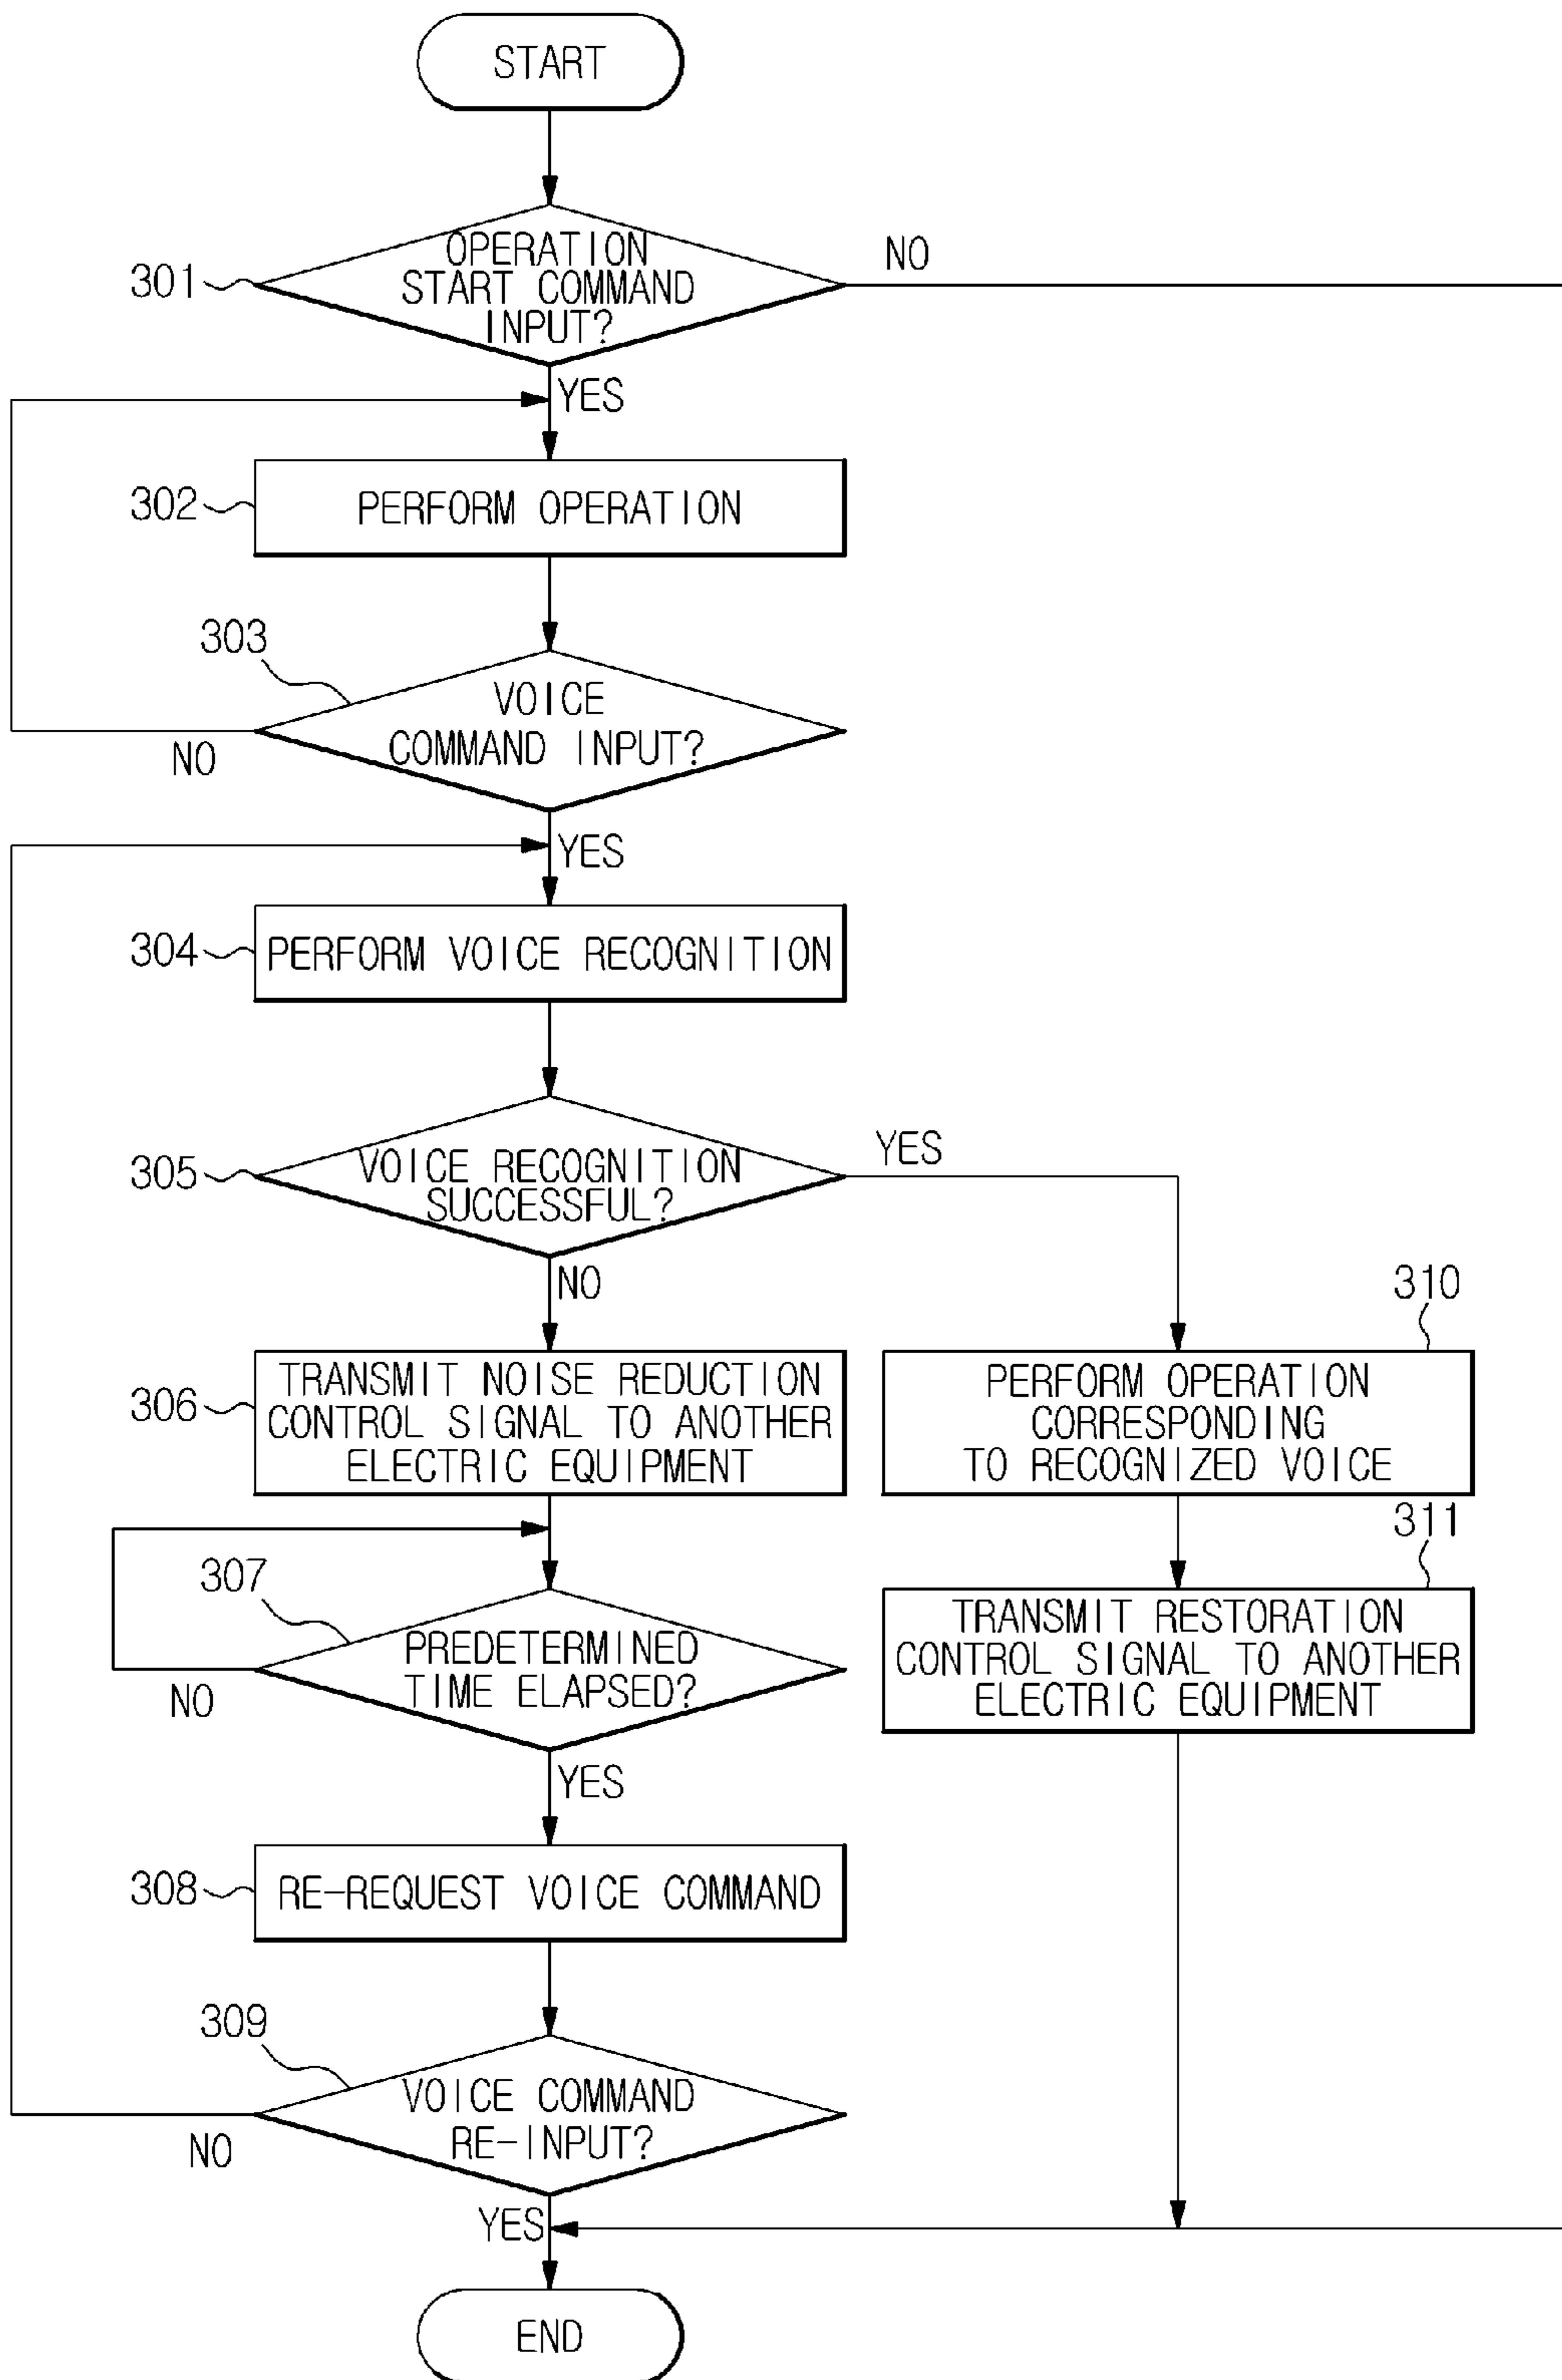 START
OPERATION
START COMMAND
INPUT?
301
NO
YES
302
PERFORM OPERATION
303
VOICE
COMMAND INPUT?
NO
YES
304
PERFORM VOICE RECOGNITION
305
VOICE RECOGNITION
SUCCESSFUL?
YES
NO
310
306
TRANSMIT NOISE REDUCTION
CONTROL SIGNAL TO ANOTHER
ELECTRIC EQUIPMENT
PERFORM OPERATION
CORRESPONDING
TO RECOGNIZED VOICE
311
307
PREDETERMINED
TIME ELAPSED?
TRANSMIT RESTORATION
CONTROL SIGNAL TO ANOTHER
ELECTRIC EQUIPMENT
NO
YES
308
RE-REQUEST VOICE COMMAND
309
VOICE COMMAND
RE-INPUT?
NO
YES
END